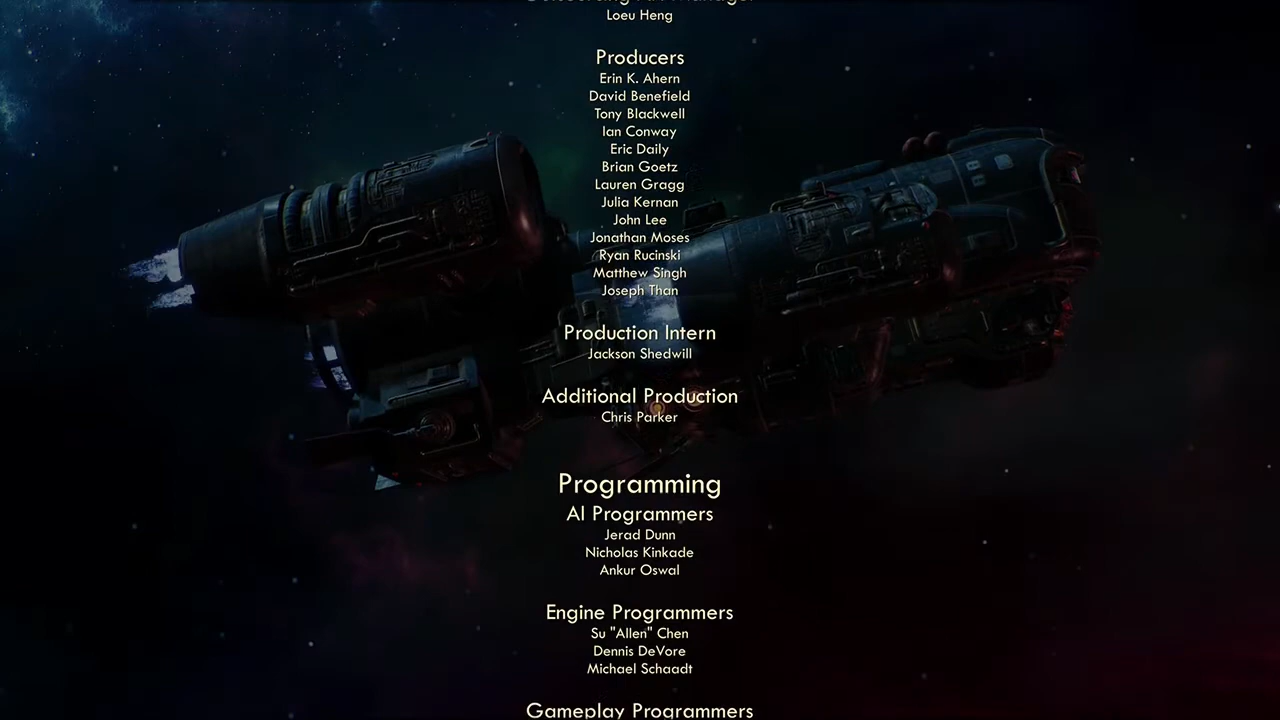 Loeu Heng
Producers
Erin K. Ahern
David Benefield
Tony Blackwell
Ian Conway
Eric Daily
Brian Goetz
Lauren Gragg
Julia Kernan
John Lee
Jonathan Moses
Ryan Rucinski
Matthew Singh
Joseph Than
Production Intern
Jackson Shedwill
Additional Production
Chris Parker
Programming
AI Programmers
Jerad Dunn
Nicholas Kinkade
Ankur Oswal
Engine Programmers
Su "Allen" Chen
Dennis DeVore
Michael Schaadt
Gameplay Programmers